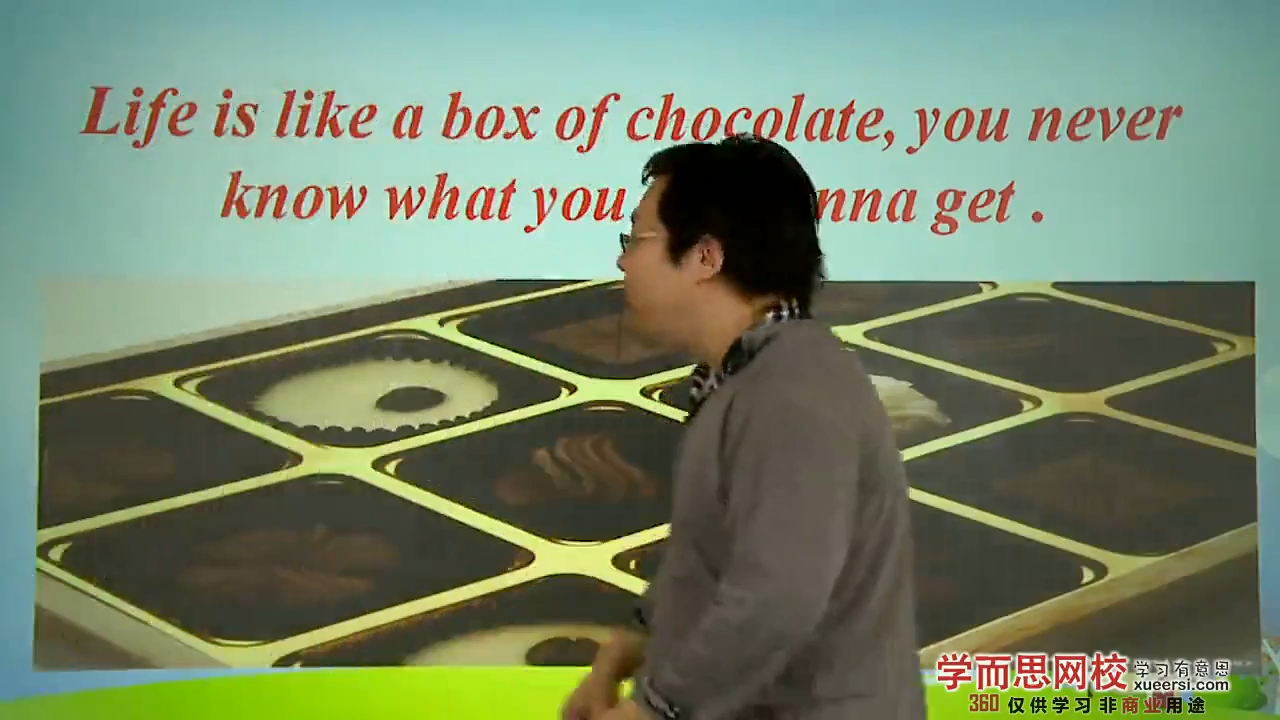 Life is like a box of chocolate, you never
know what you nna get .
学而思网校 学习有意思
xueersi.com
360 仅供学习 非商业用途